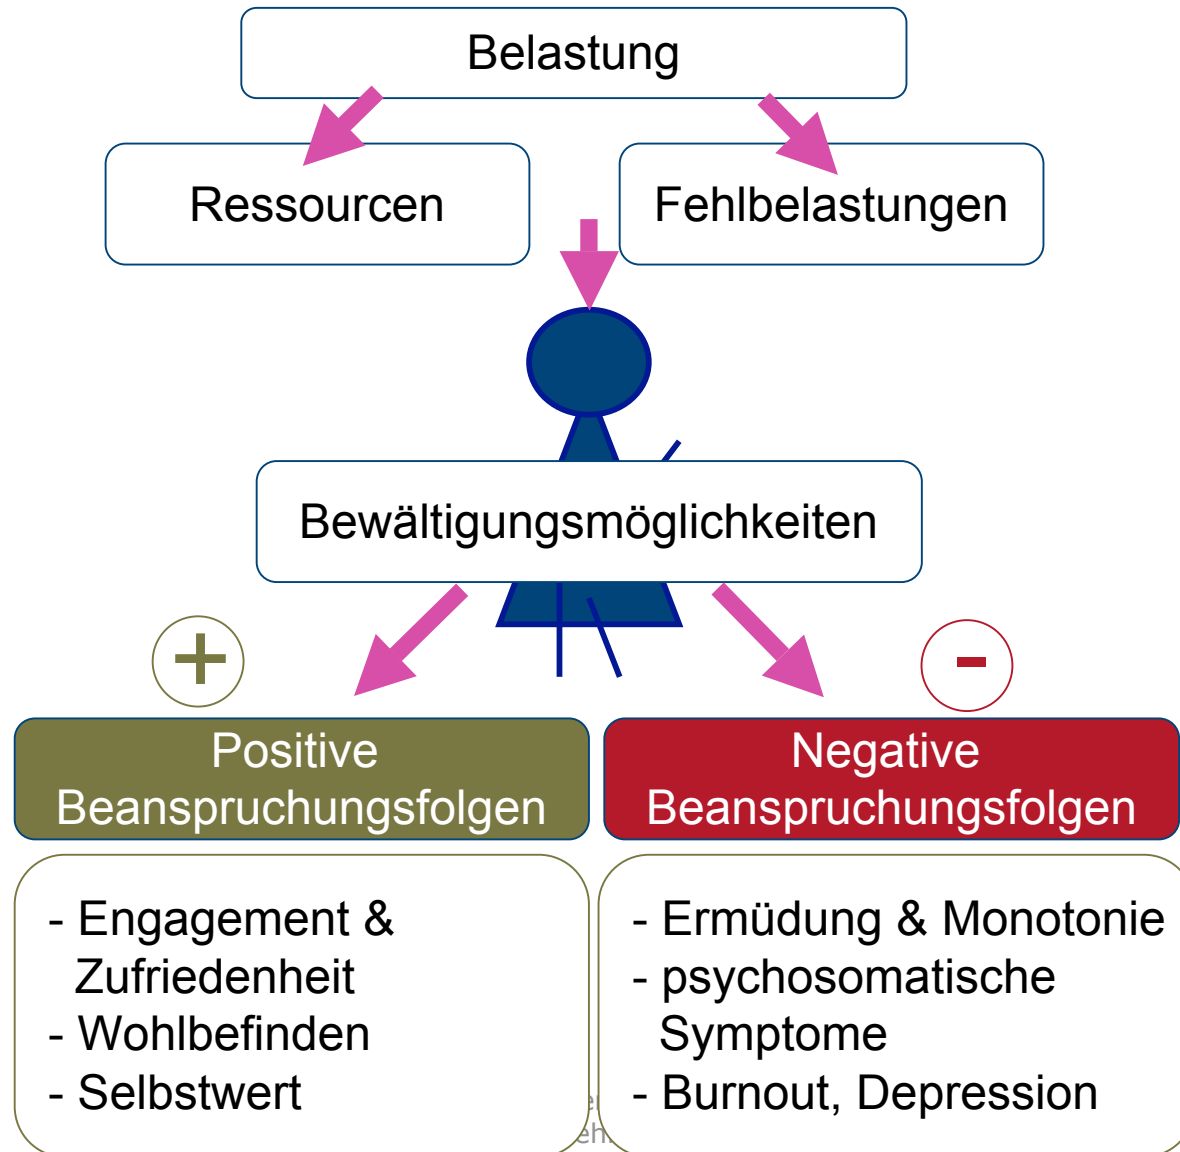 Belastung
Ressourcen
Fehlbelastungen
Bewältigungsmöglichkeiten
+
-
Positive
Beanspruchungsfolgen
Negative
Beanspruchungsfolgen
- Engagement &
Zufriedenheit
- Wohlbefinden
- Selbstwert
- Ermüdung & Monotonie
- psychosomatische
Symptome
- Burnout, Depression